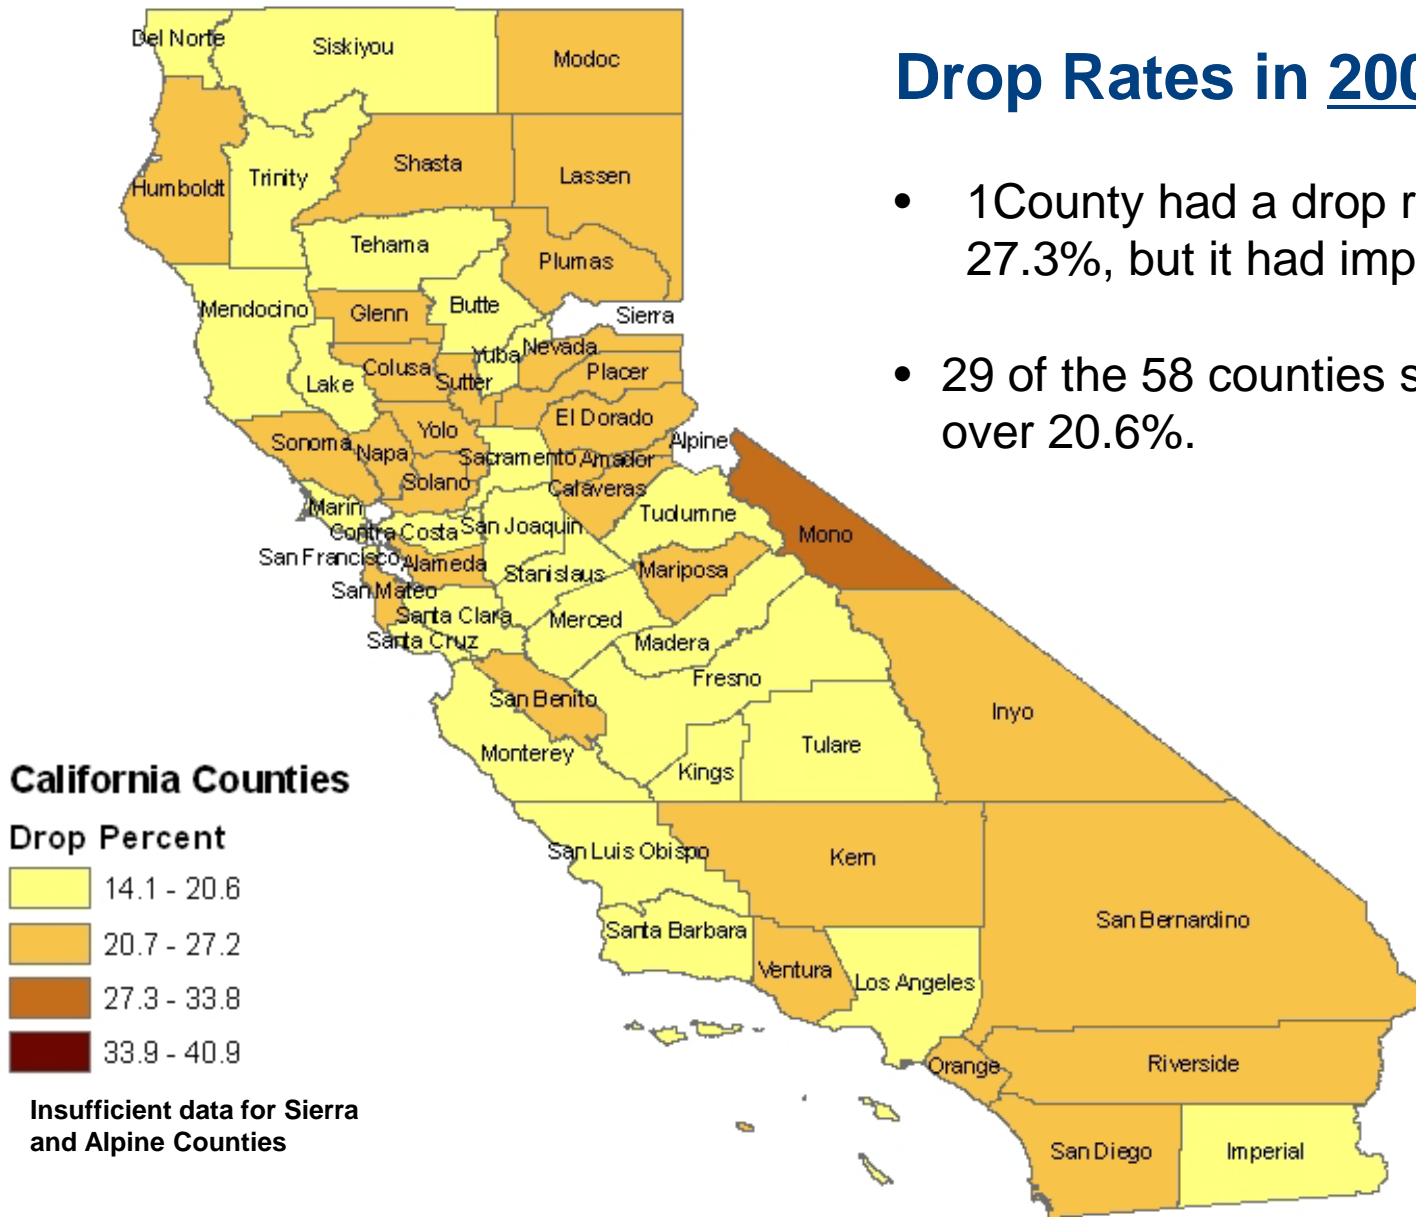 Drop Rates in 200
• 1County had a drop r
27.3%, but it had imp
• 29 of the 58 counties s
over 20.6%.
Del Norte
Siskiyou
Modoc
Humboldt
Trinity
Shasta
Lassen
Tehama
Plumas
Mendocino
Glenn
Butte
Sierra
Lake
Colusa
Sutter
Yuba
Nevada
Placer
El Dorado
Sonoma
Napa
Yolo
Sacramento
Amador
Alpine
Solano
Calaveras
Marin
Contra Costa
San Joaquin
Tuolumne
Mono
San Francisco
Alameda
Stanislaus
Mariposa
San Mateo
Santa Clara
Merced
Santa Cruz
Madera
Fresno
San Benito
Inyo
Monterey
Kings
Tulare
San Luis Obispo
Kern
San Bernardino
Santa Barbara
Ventura
Los Angeles
Orange
Riverside
San Diego
Imperial
California Counties
Drop Percent
14.1 - 20.6
20.7 - 27.2
27.3 - 33.8
33.9 - 40.9
Insufficient data for Sierra
and Alpine Counties